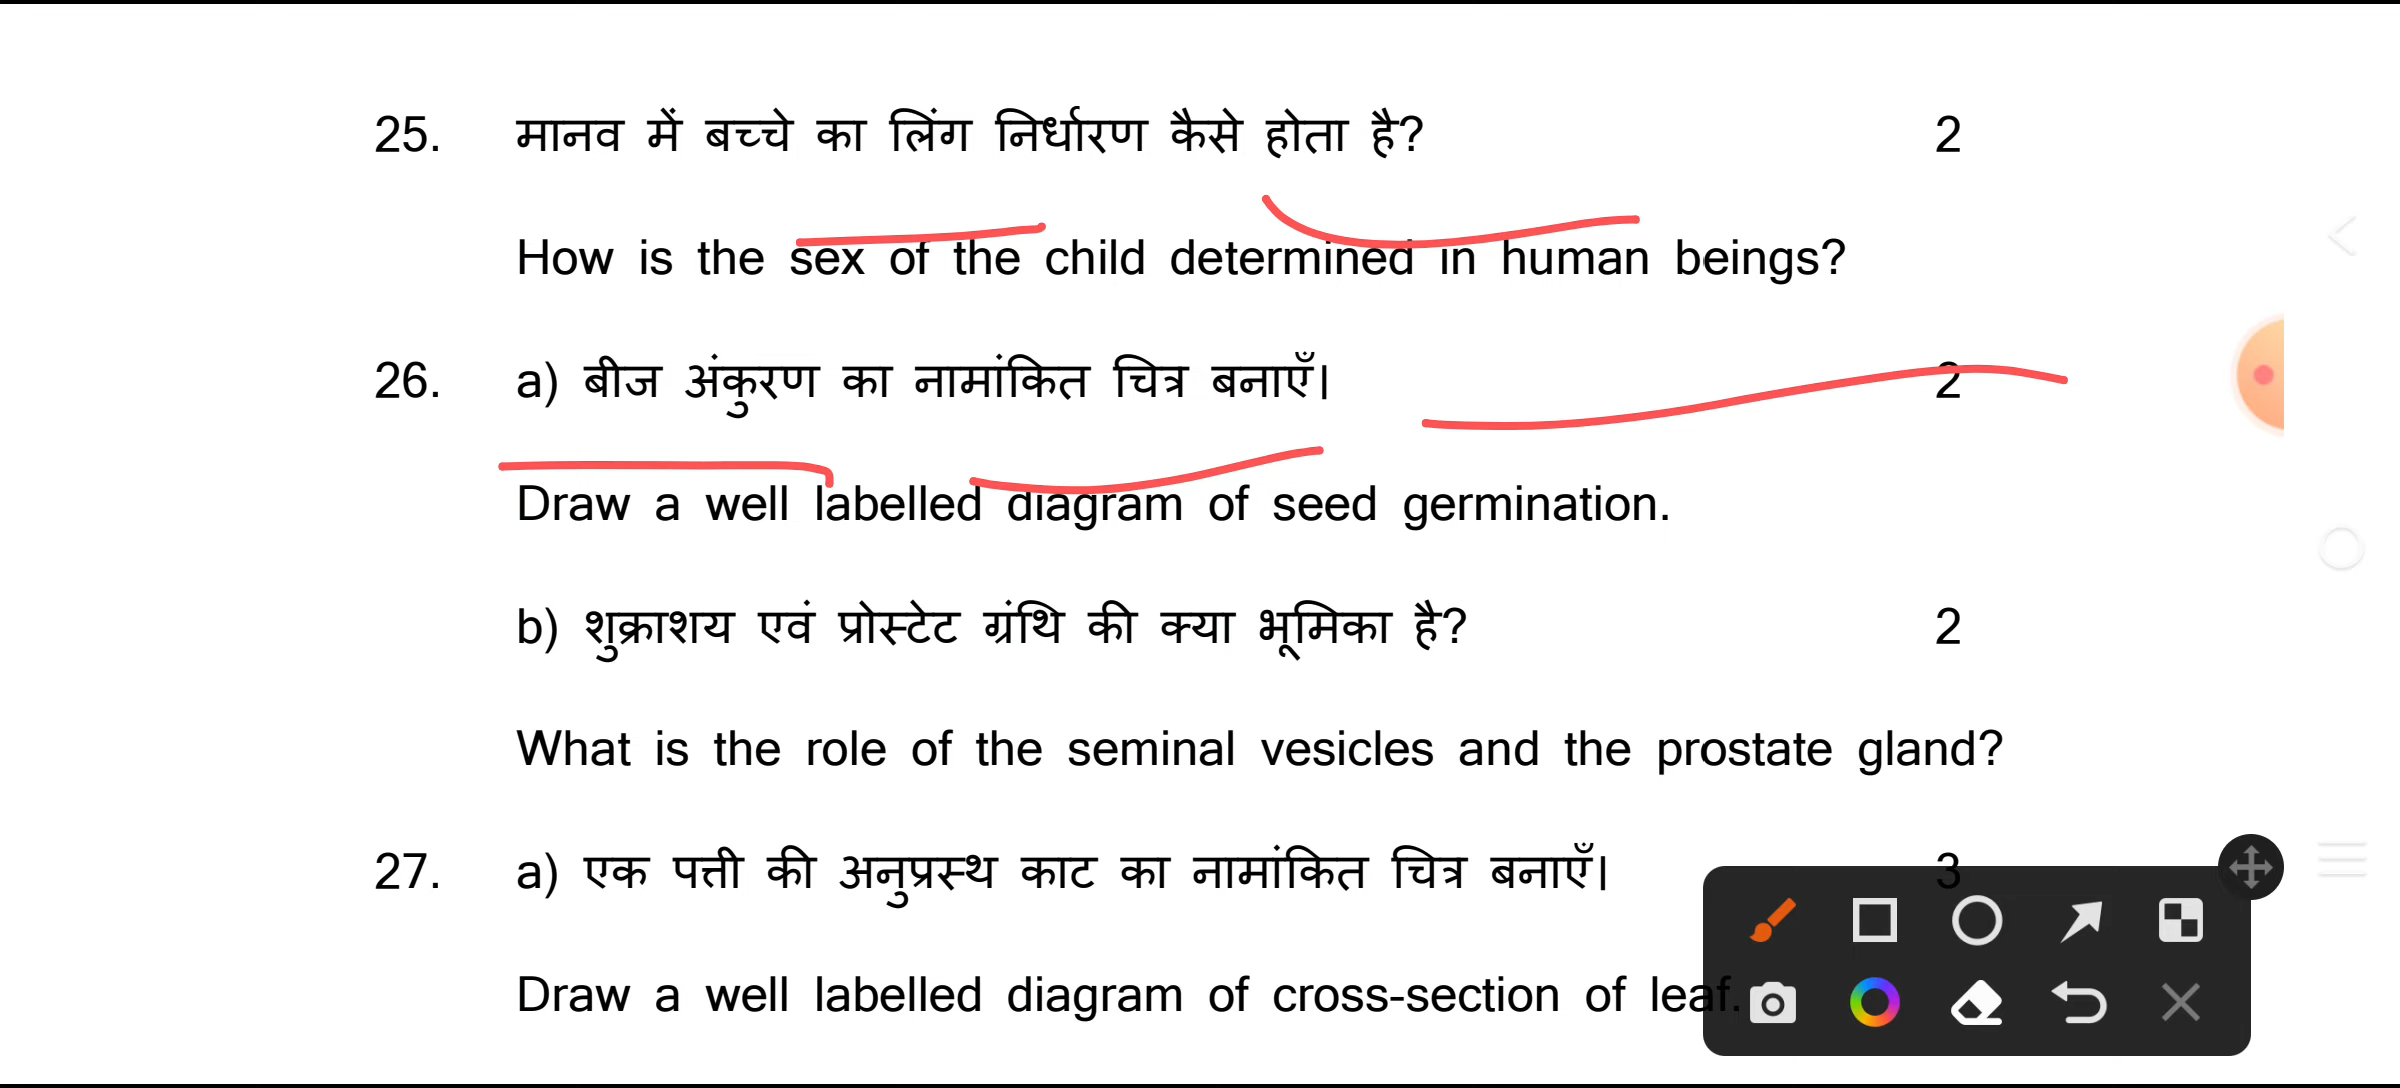 25. मानव में बच्चे का लिंग निर्धारण कैसे होता है? 2
How is the sex of the child determined in human beings?
26. a) बीज अंकुरण का नामांकित चित्र बनाएँ। 2
Draw a well labelled diagram of seed germination.
b) शुक्राशय एवं प्रोस्टेट ग्रंथि की क्या भूमिका है? 2
What is the role of the seminal vesicles and the prostate gland?
27. a) एक पत्ती की अनुप्रस्थ काट का नामांकित चित्र बनाएँ। 3
Draw a well labelled diagram of cross-section of leaf.